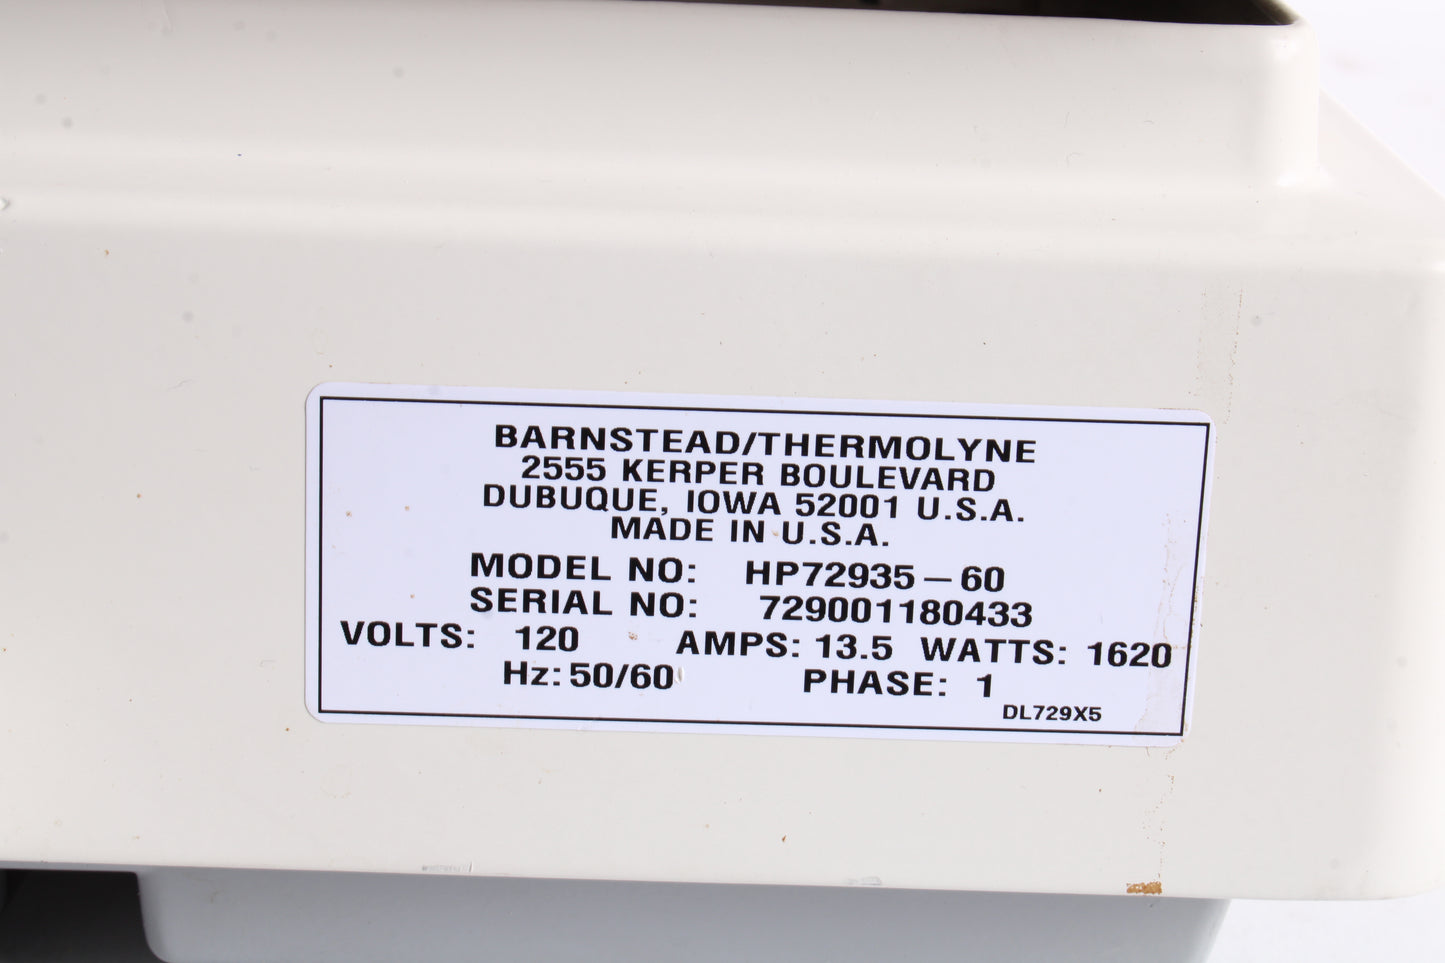 BARNSTEAD/THERMOLYNE
2555 KERPER BOULEVARD
DUBUQUE, IOWA 52001 U.S.A.
MADE IN U.S.A.
MODEL NO: HP72935-60
SERIAL NO: 729001180433
VOLTS: 120 AMPS: 13.5 WATTS: 1620
Hz: 50/60 PHASE: 1
DL729X5